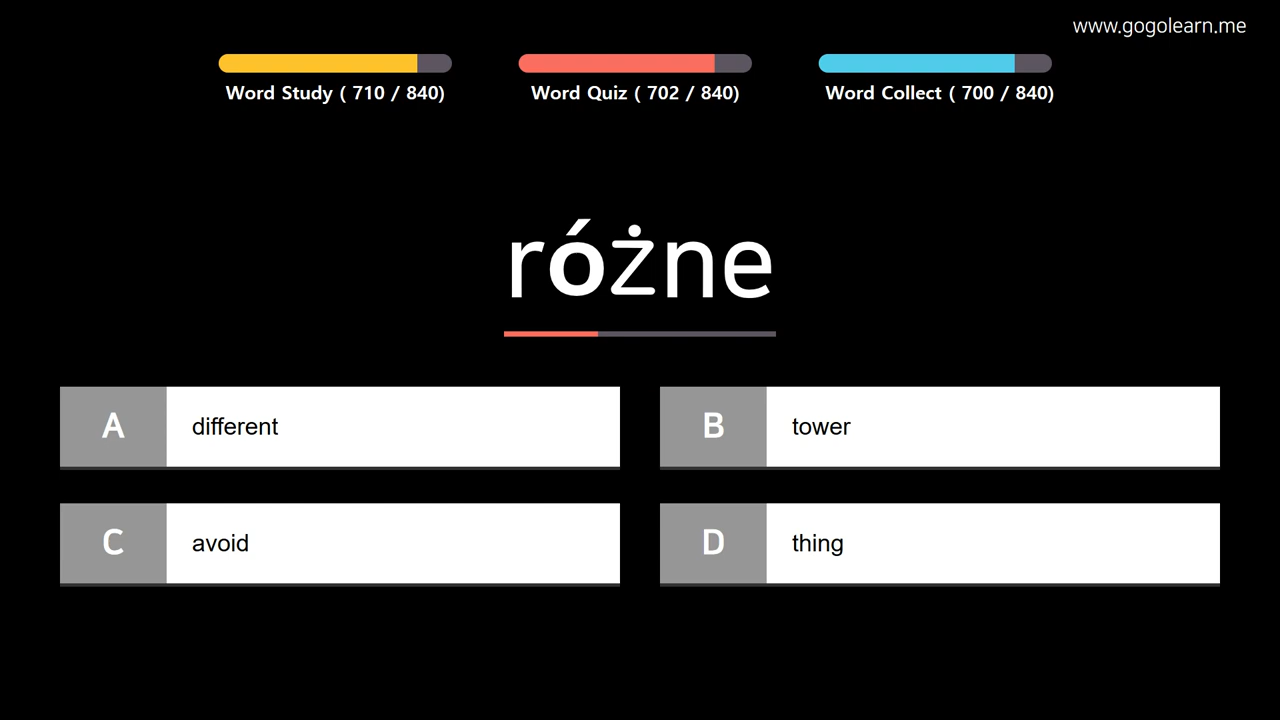 www.gogolearn.me
Word Study ( 710 / 840)
Word Quiz ( 702 / 840)
Word Collect ( 700 / 840)
różne
A different
B tower
C avoid
D thing